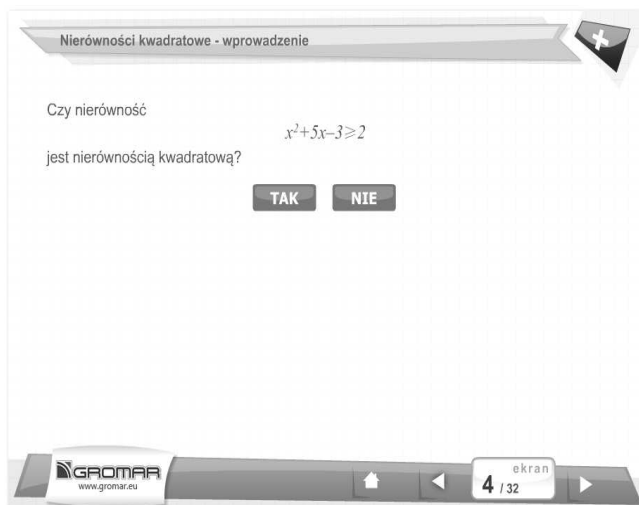 Nierówności kwadratowe - wprowadzenie
Czy nierówność
x²+5x–3⩾2
jest nierównością kwadratową?
TAK NIE
GROMAR
www.gromar.eu
ekran
4 / 32